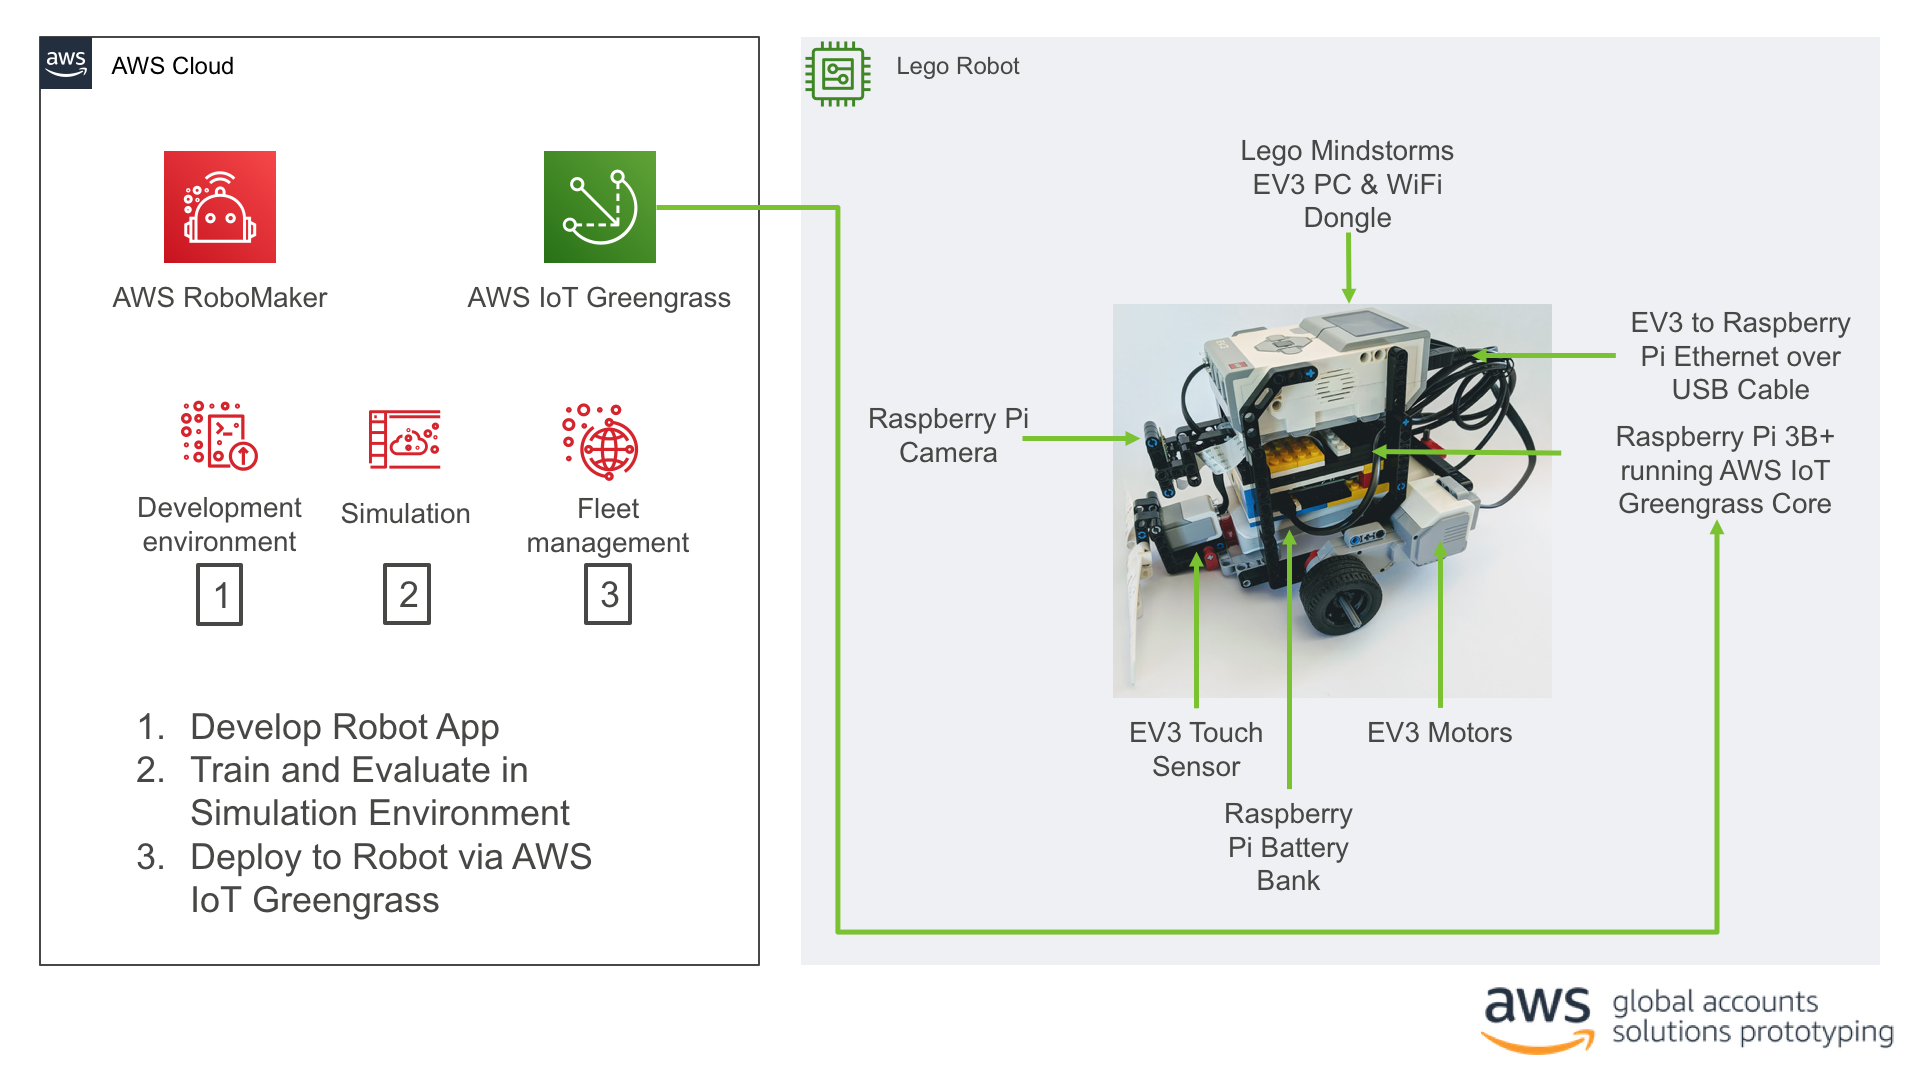 aws
AWS Cloud
AWS RoboMaker
AWS IoT Greengrass
Development
environment
Simulation
Fleet
management
1
2
3
1. Develop Robot App
2. Train and Evaluate in
Simulation Environment
3. Deploy to Robot via AWS
IoT Greengrass
Lego Robot
Lego Mindstorms
EV3 PC & WiFi
Dongle
EV3 to Raspberry
Pi Ethernet over
USB Cable
Raspberry Pi
Camera
Raspberry Pi 3B+
running AWS IoT
Greengrass Core
EV3
EV3 Touch
Sensor
EV3 Motors
Raspberry
Pi Battery
Bank
aws
global accounts
solutions prototyping